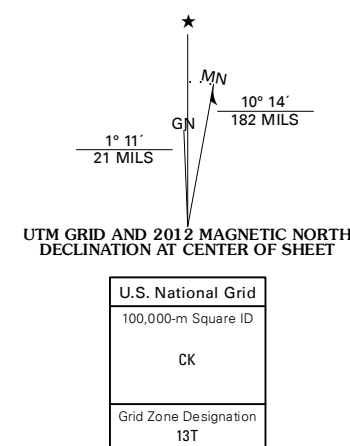 ★
MN
GN
10° 14´
182 MILS
1° 11´
21 MILS
UTM GRID AND 2012 MAGNETIC NORTH
DECLINATION AT CENTER OF SHEET
U.S. National Grid
100,000-m Square ID
CK
Grid Zone Designation
13T